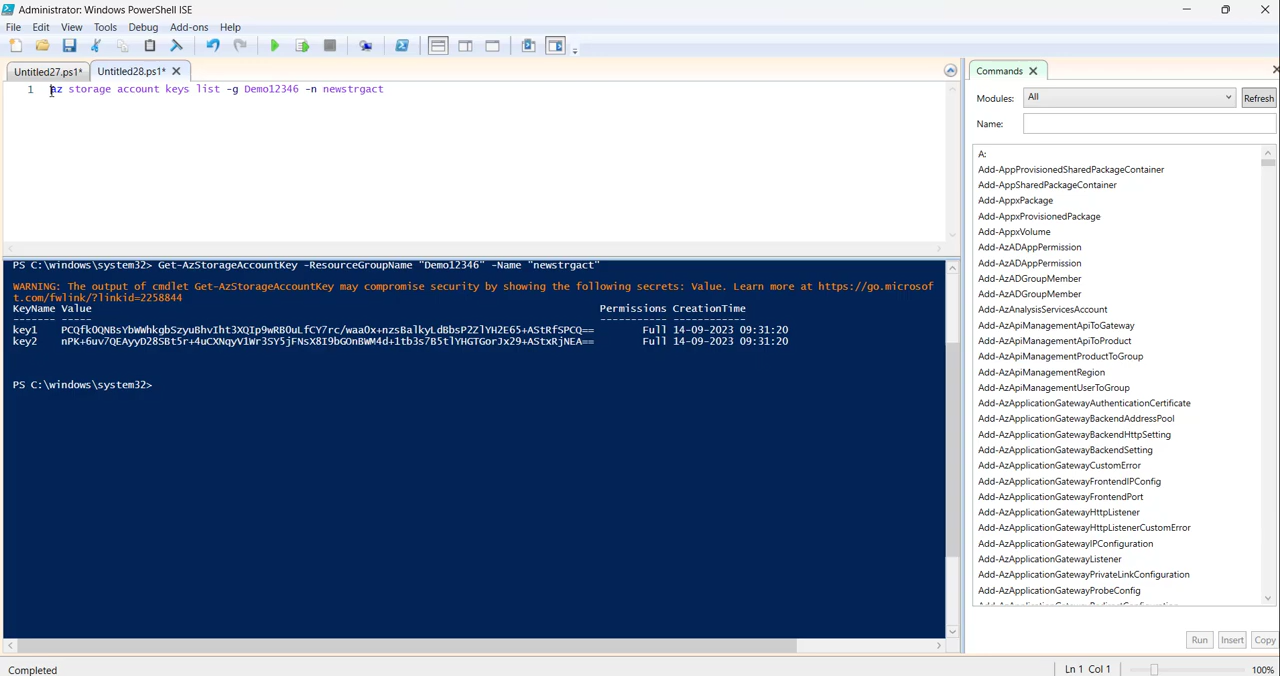 Administrator: Windows PowerShell ISE
File Edit View Tools Debug Add-ons Help
Untitled27.ps1* Untitled28.ps1*
Commands
1 az storage account keys list -g Demo12346 -n newstrgact
Modules: All Refresh
Name:
A:
Add-AppProvisionedSharedPackageContainer
Add-AppSharedPackageContainer
Add-AppxPackage
Add-AppxProvisionedPackage
Add-AppxVolume
Add-AzADAppPermission
Add-AzADAppPermission
Add-AzADGroupMember
Add-AzADGroupMember
Add-AzAnalysisServicesAccount
Add-AzApiManagementApiToGateway
Add-AzApiManagementApiToProduct
Add-AzApiManagementProductToGroup
Add-AzApiManagementRegion
Add-AzApiManagementUserToGroup
Add-AzApplicationGatewayAuthenticationCertificate
Add-AzApplicationGatewayBackendAddressPool
Add-AzApplicationGatewayBackendHttpSetting
Add-AzApplicationGatewayBackendSetting
Add-AzApplicationGatewayCustomError
Add-AzApplicationGatewayFrontendIPConfig
Add-AzApplicationGatewayFrontendPort
Add-AzApplicationGatewayHttpListener
Add-AzApplicationGatewayHttpListenerCustomError
Add-AzApplicationGatewayIPConfiguration
Add-AzApplicationGatewayListener
Add-AzApplicationGatewayPrivateLinkConfiguration
Add-AzApplicationGatewayProbeConfig
Run Insert Copy
PS C:\windows\system32> Get-AzStorageAccountKey -ResourceGroupName "Demo12346" -Name "newstrgact"
WARNING: The output of cmdlet Get-AzStorageAccountKey may compromise security by showing the following secrets: Value. Learn more at https://go.microsof
t.com/fwlink/?linkid=2258844
KeyName Value Permissions CreationTime
------- ----- ----------- ------------
key1 Full 14-09-2023 09:31:20
key2 Full 14-09-2023 09:31:20
PS C:\windows\system32>
Completed
Ln 1 Col 1 100%